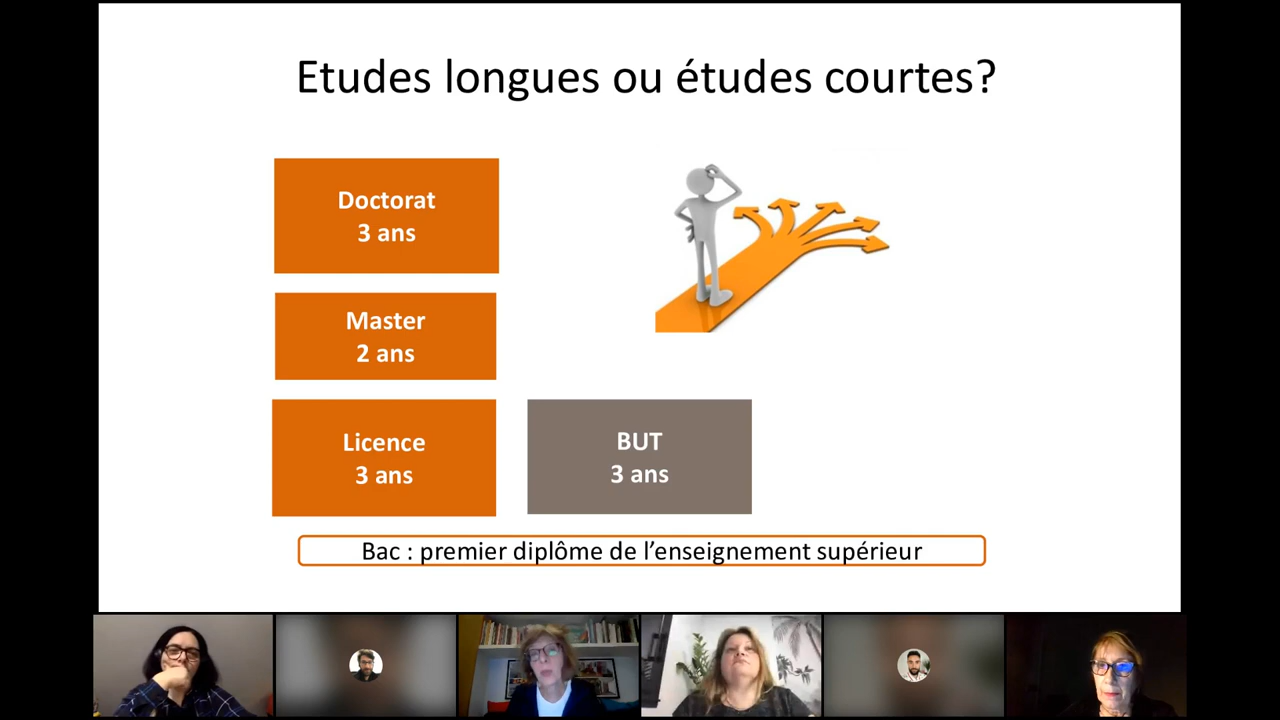 Etudes longues ou études courtes?
Doctorat
3 ans
Master
2 ans
Licence
3 ans
BUT
3 ans
Bac : premier diplôme de l’enseignement supérieur